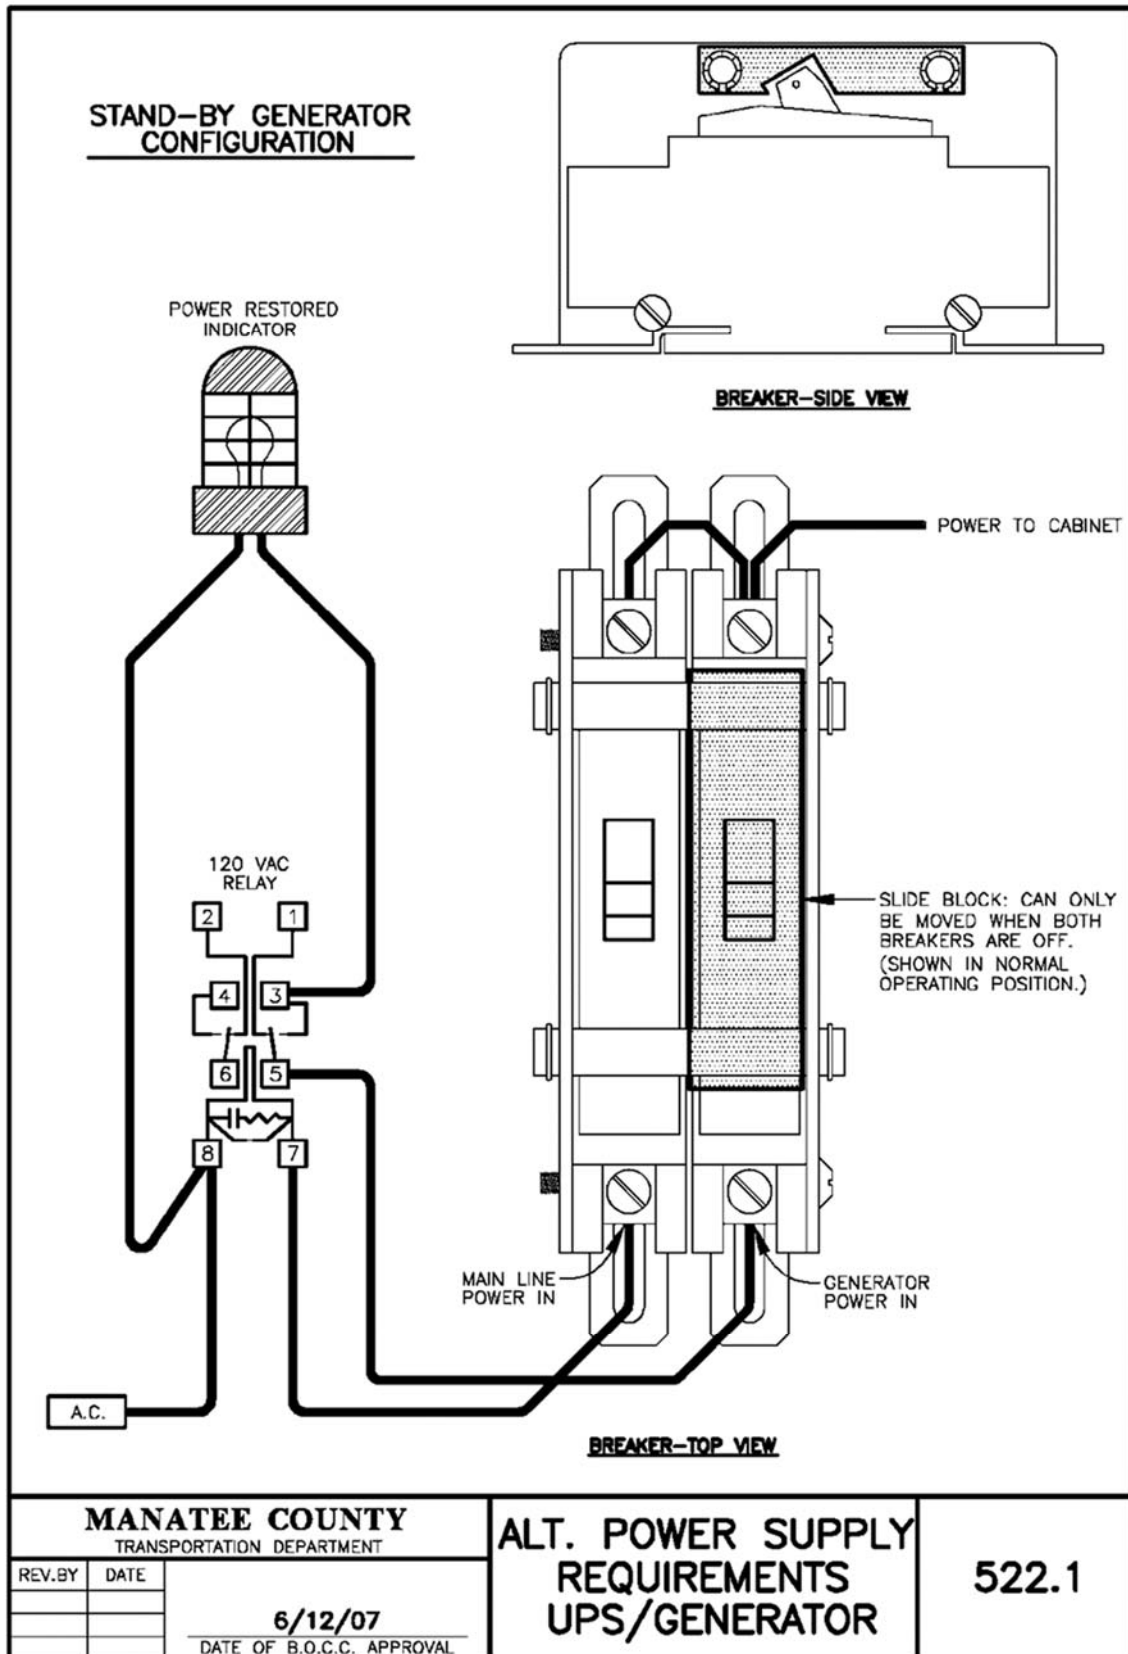 STAND-BY GENERATOR
CONFIGURATION
BREAKER-SIDE VIEW
POWER RESTORED
INDICATOR
POWER TO CABINET
120 VAC
RELAY
2
1
4
3
6
5
8
7
SLIDE BLOCK: CAN ONLY
BE MOVED WHEN BOTH
BREAKERS ARE OFF.
(SHOWN IN NORMAL
OPERATING POSITION.)
MAIN LINE
POWER IN
GENERATOR
POWER IN
A.C.
BREAKER-TOP VIEW
MANATEE COUNTY
TRANSPORTATION DEPARTMENT
REV.BY
DATE
6/12/07
DATE OF B.O.C.C. APPROVAL
ALT. POWER SUPPLY
REQUIREMENTS
UPS/GENERATOR
522.1